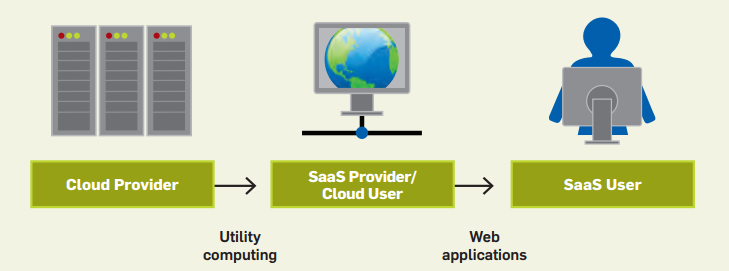 Cloud Provider
SaaS Provider/
Cloud User
SaaS User
Utility
computing
Web
applications